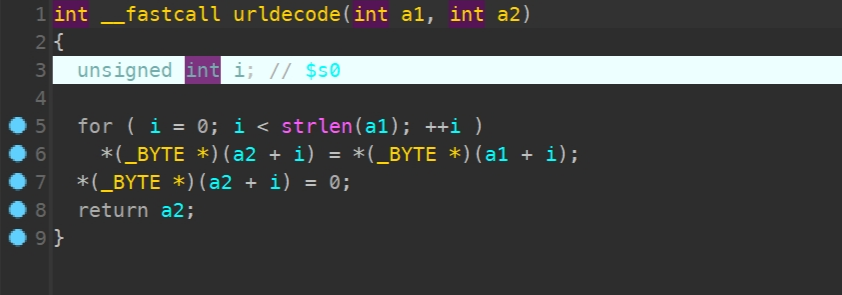 1 int __fastcall urldecode(int a1, int a2)
2 {
3 unsigned int i; // $s0
4
5 for ( i = 0; i < strlen(a1); ++i )
6 *(_BYTE *)(a2 + i) = *(_BYTE *)(a1 + i);
7 *(_BYTE *)(a2 + i) = 0;
8 return a2;
9 }